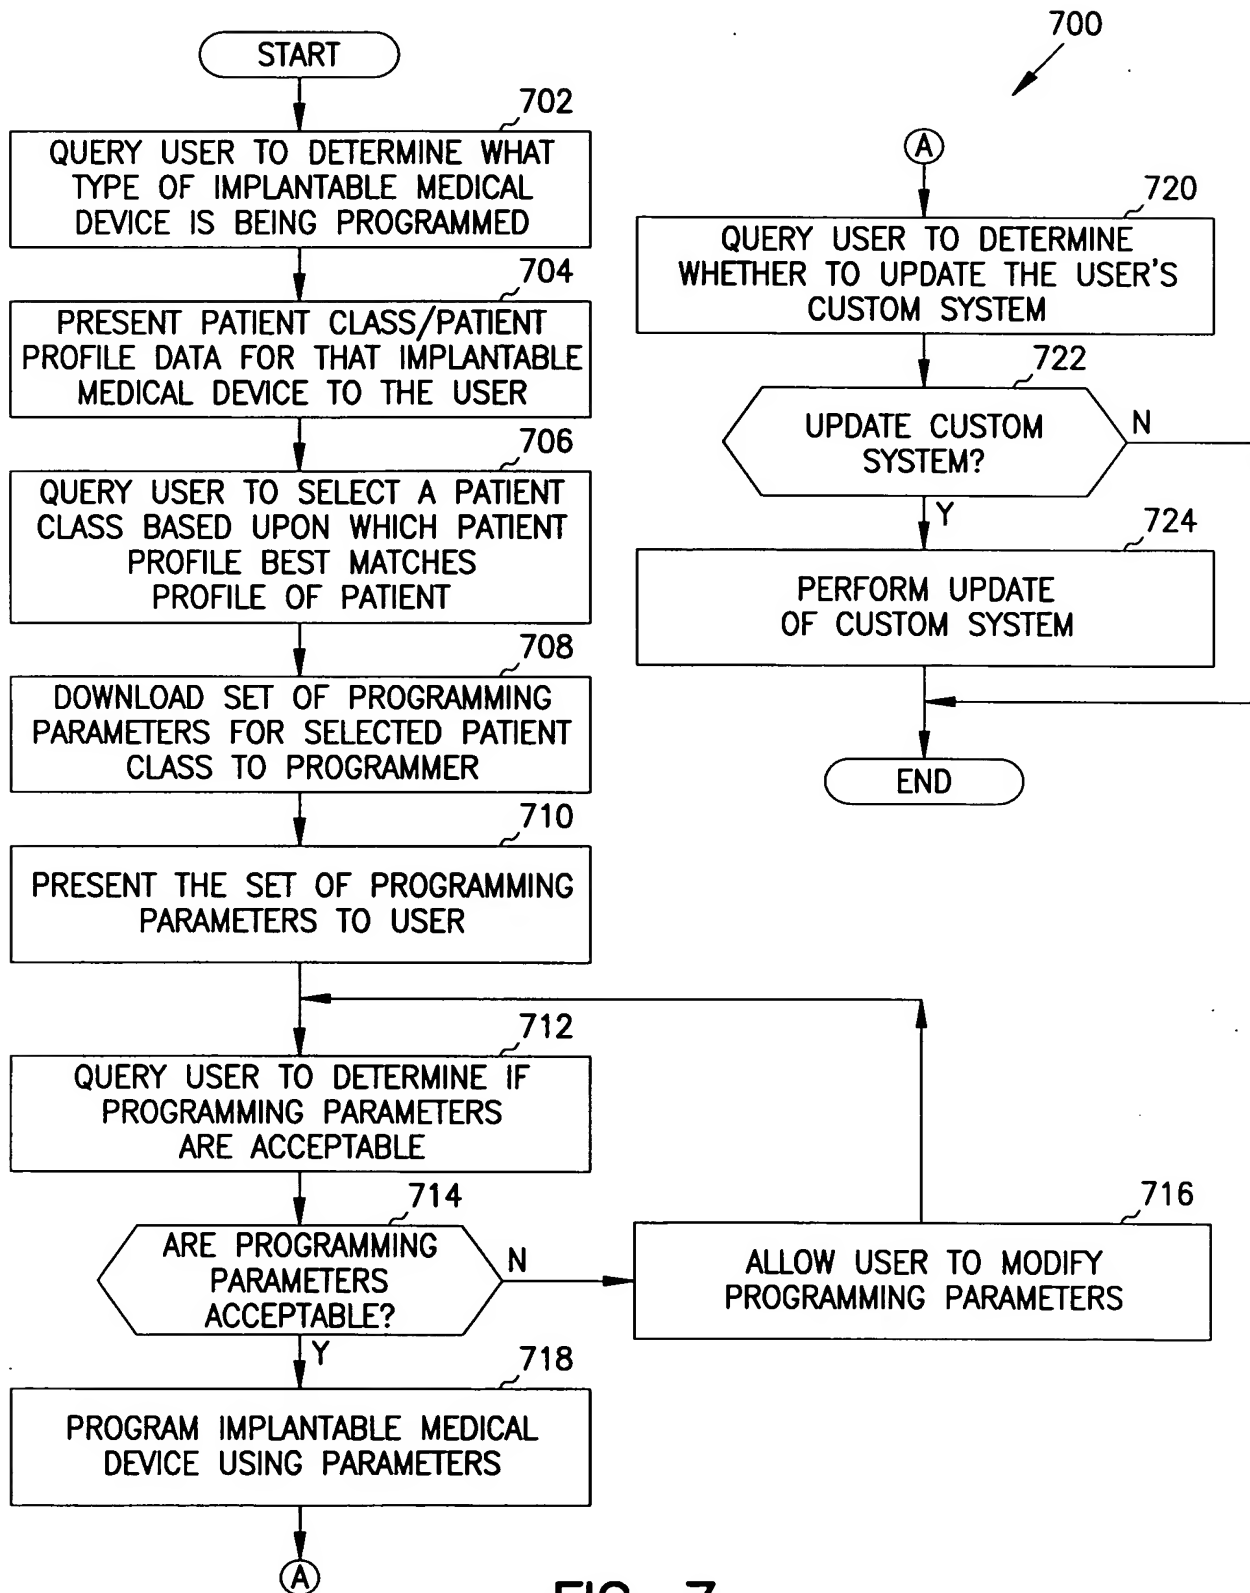 START
702
QUERY USER TO DETERMINE WHAT
TYPE OF IMPLANTABLE MEDICAL
DEVICE IS BEING PROGRAMMED
704
PRESENT PATIENT CLASS/PATIENT
PROFILE DATA FOR THAT IMPLANTABLE
MEDICAL DEVICE TO THE USER
706
QUERY USER TO SELECT A PATIENT
CLASS BASED UPON WHICH PATIENT
PROFILE BEST MATCHES
PROFILE OF PATIENT
708
DOWNLOAD SET OF PROGRAMMING
PARAMETERS FOR SELECTED PATIENT
CLASS TO PROGRAMMER
710
PRESENT THE SET OF PROGRAMMING
PARAMETERS TO USER
712
QUERY USER TO DETERMINE IF
PROGRAMMING PARAMETERS
ARE ACCEPTABLE
714
ARE PROGRAMMING
PARAMETERS
ACCEPTABLE?
N
Y
716
ALLOW USER TO MODIFY
PROGRAMMING PARAMETERS
718
PROGRAM IMPLANTABLE MEDICAL
DEVICE USING PARAMETERS
A
700
A
720
QUERY USER TO DETERMINE
WHETHER TO UPDATE THE USER'S
CUSTOM SYSTEM
722
UPDATE CUSTOM
SYSTEM?
N
Y
724
PERFORM UPDATE
OF CUSTOM SYSTEM
END
FIG. 7